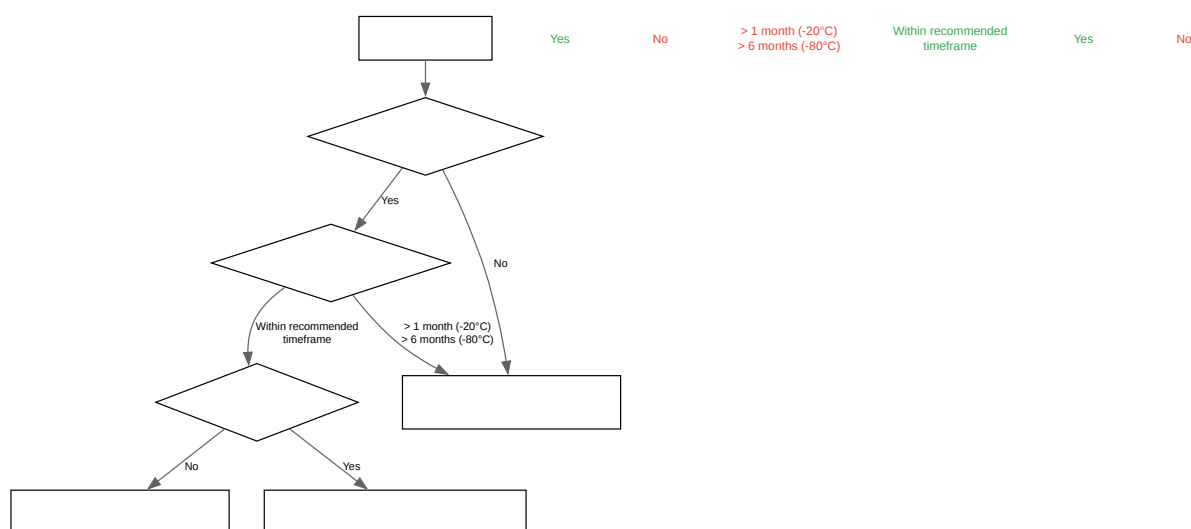 Yes
No
> 1 month (-20°C)
> 6 months (-80°C)
Within recommended
timeframe
Yes
No
Yes
No
Within recommended
timeframe
> 1 month (-20°C)
> 6 months (-80°C)
No
Yes